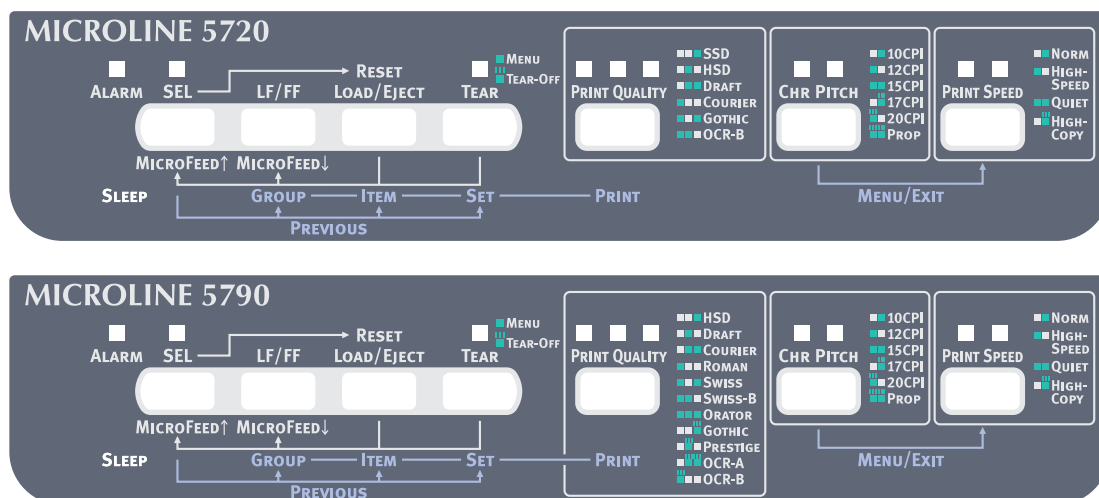 MICROLINE 5720
ALARM SEL RESET MENU TEAR-OFF
LF/FF LOAD/EJECT TEAR
MICROFEED↑ MICROFEED↓
SLEEP GROUP ITEM SET PRINT
PREVIOUS
PRINT QUALITY
SSD
HSD
DRAFT
COURIER
GOTHIC
OCR-B
CHR PITCH
10CPI
12CPI
15CPI
17CPI
20CPI
PROP
PRINT SPEED
NORM
HIGH-
SPEED
QUIET
HIGH-
COPY
MENU/EXIT
MICROLINE 5790
ALARM SEL RESET MENU TEAR-OFF
LF/FF LOAD/EJECT TEAR
MICROFEED↑ MICROFEED↓
SLEEP GROUP ITEM SET PRINT
PREVIOUS
PRINT QUALITY
HSD
DRAFT
COURIER
ROMAN
SWISS
SWISS-B
ORATOR
GOTHIC
PRESTIGE
OCR-A
OCR-B
CHR PITCH
10CPI
12CPI
15CPI
17CPI
20CPI
PROP
PRINT SPEED
NORM
HIGH-
SPEED
QUIET
HIGH-
COPY
MENU/EXIT